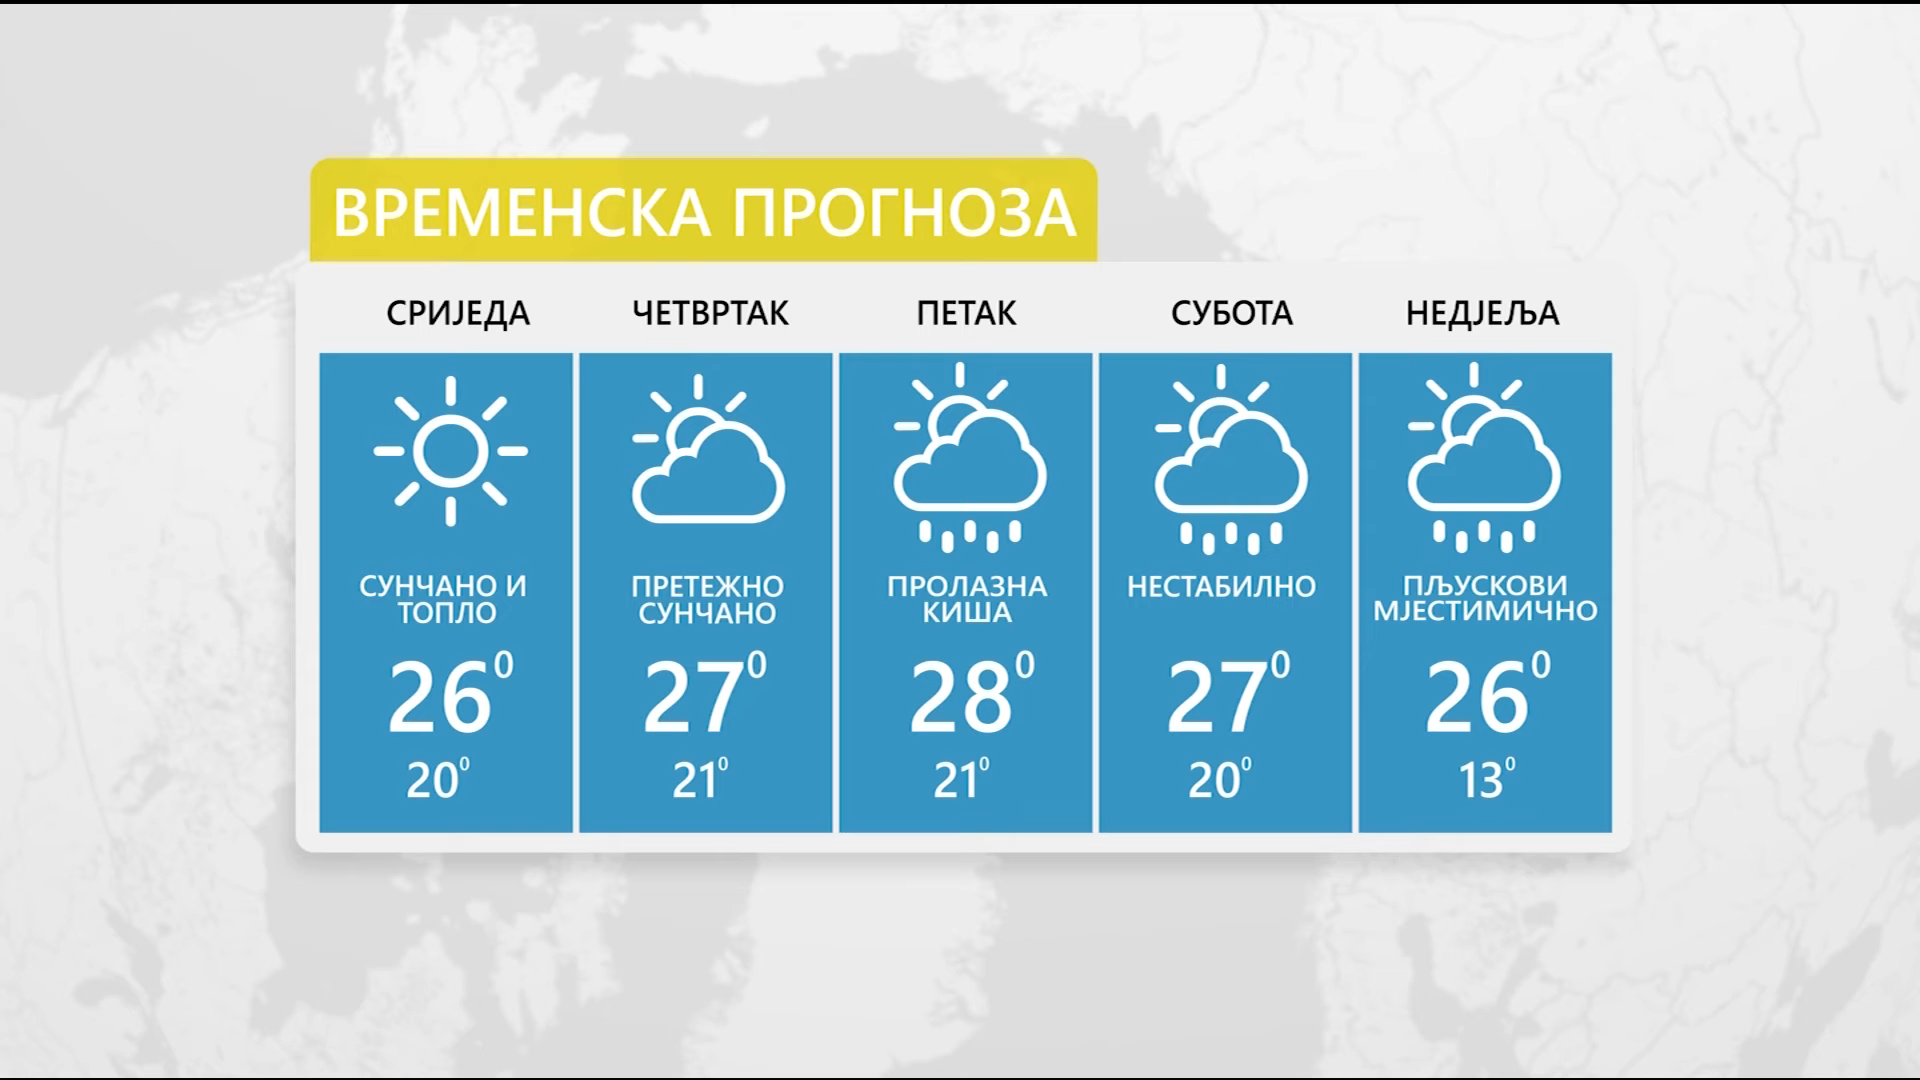 ВРЕМЕНСКА ПРОГНОЗА
СРИЈЕДА
ЧЕТВРТАК
ПЕТАК
СУБОТА
НЕДЈЕЉА
СУНЧАНО И
ТОПЛО
26⁰
20⁰
ПРЕТЕЖНО
СУНЧАНО
27⁰
21⁰
ПРОЛАЗНА
КИША
28⁰
21⁰
НЕСТАБИЛНО
27⁰
20⁰
ПЉУСКОВИ
МЈЕСТИМИЧНО
26⁰
13⁰